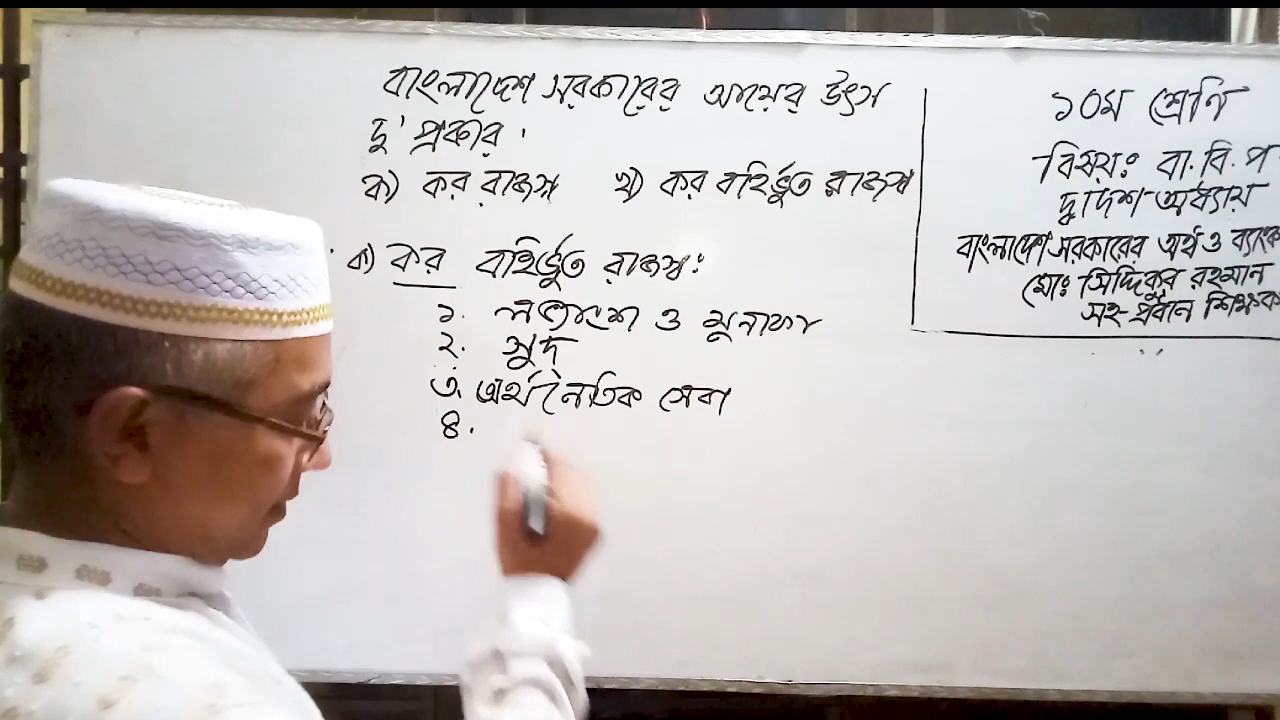 বাংলাদেশ সরকারের আয়ের উৎস
দু' প্রকার।
ক) কর রাজস্ব খ) কর বহির্ভূত রাজস্ব
ক) কর বহির্ভূত রাজস্ব:
১. লভ্যাংশ ও মুনাফা
২. সুদ
৩. অর্থনৈতিক সেবা
৪.
১০ম শ্রেণি
বিষয়ঃ বা. বি. প
দ্বাদশ অধ্যায়
বাংলাদেশ সরকারের অর্থ ও ব্যাংক
মোঃ সিদ্দিকুর রহমান
সহ-প্রধান শিক্ষক